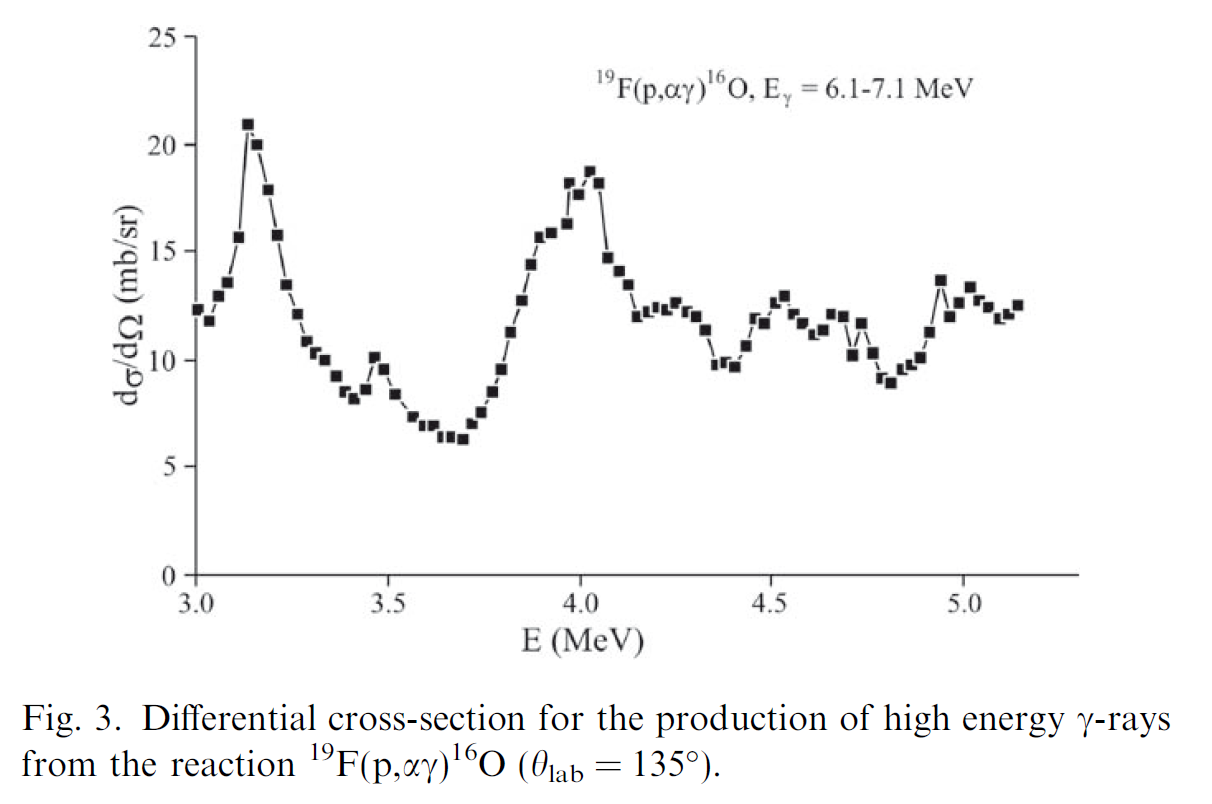 25
¹⁹F(p,αγ)¹⁶O, Eᵧ = 6.1-7.1 MeV
20
15
10
5
0
dσ/dΩ (mb/sr)
3.0 3.5 4.0 4.5 5.0
E (MeV)
Fig. 3. Differential cross-section for the production of high energy γ-rays
from the reaction ¹⁹F(p,αγ)¹⁶O (θlab = 135°).